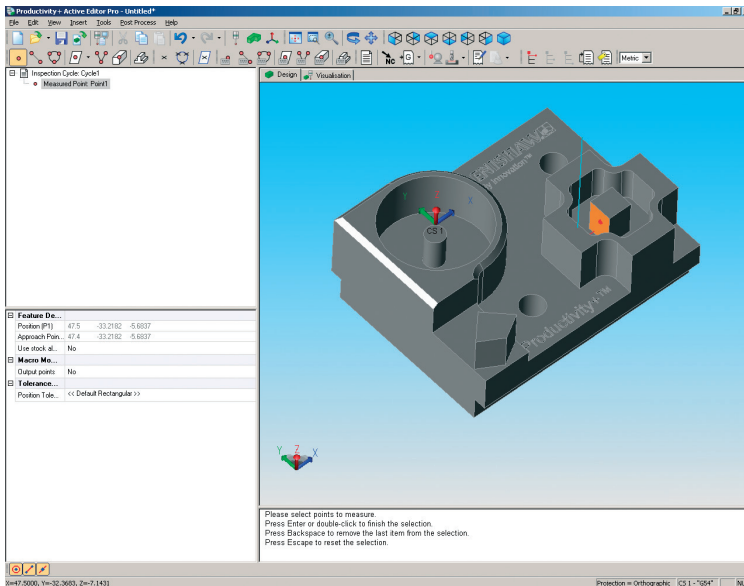 Productivity+ Active Editor Pro - Untitled*
File Edit View Insert Tools Post Process Help
NC G Metric
Inspection Cycle: Cycle1
Measured Point: Point1
Design Visualisation
Y Z X
CS 1
Innovation™
Productivity+™
Feature De...
Position (P1) 47.5 -33.2182 -5.6837
Approach Poin... 47.4 -33.2182 -5.6837
Use stock al... No
Macro Mo...
Output points No
Tolerance...
Position Tole... << Default Rectangular >>
Y Z X
Please select points to measure.
Press Enter or double-click to finish the selection.
Press Backspace to remove the last item from the selection.
Press Escape to reset the selection.
X=47.5000, Y=-32.3683, Z=-7.1431 Projection = Orthographic CS 1 - "G54" NU